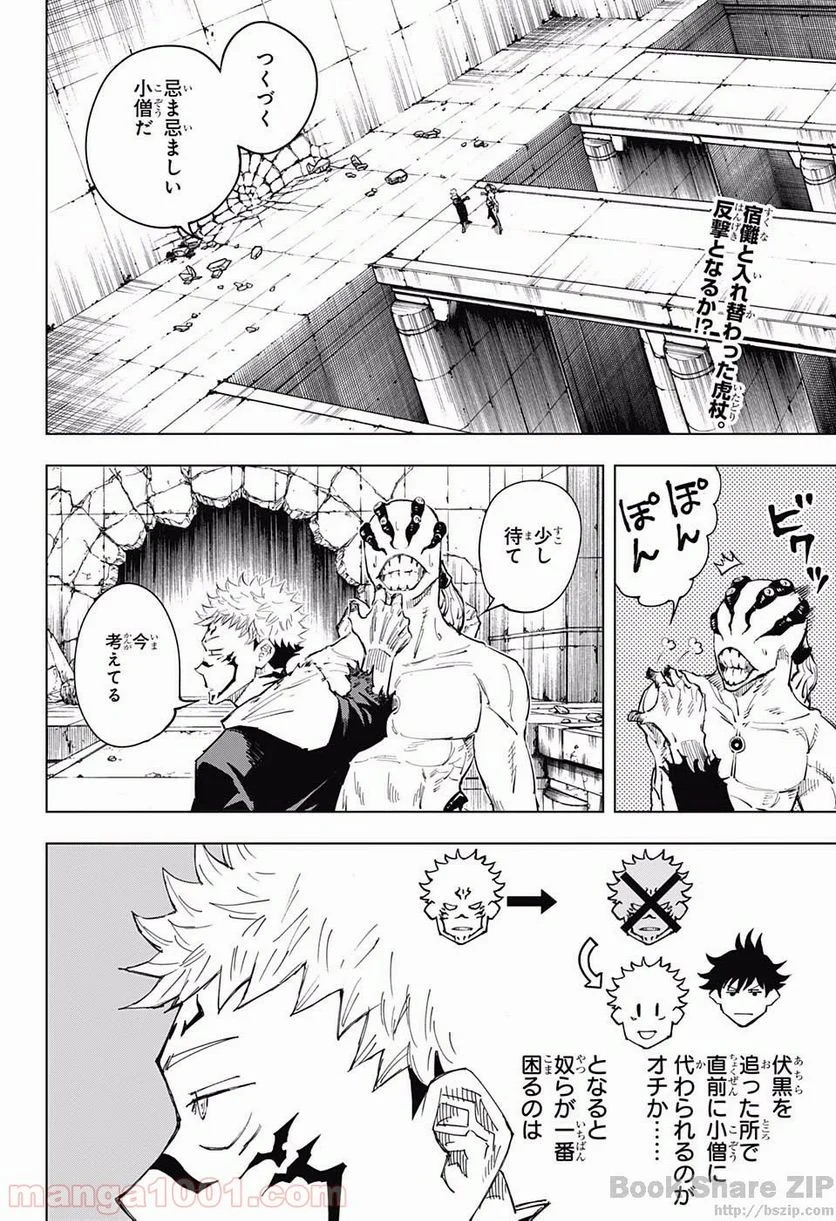 つくづく
忌ま忌ましい
小僧だ
宿儺と入れ替わった虎杖。
反撃となるか!?
ぽん
ぽん
ビクッ
少し
待て
今
考えてる
伏黒を
追った所で
直前に小僧に
代わられるのが
オチか……
となると
奴らが一番
困るのは
manga1001.com
Book Share ZIP
http://bszip.com/